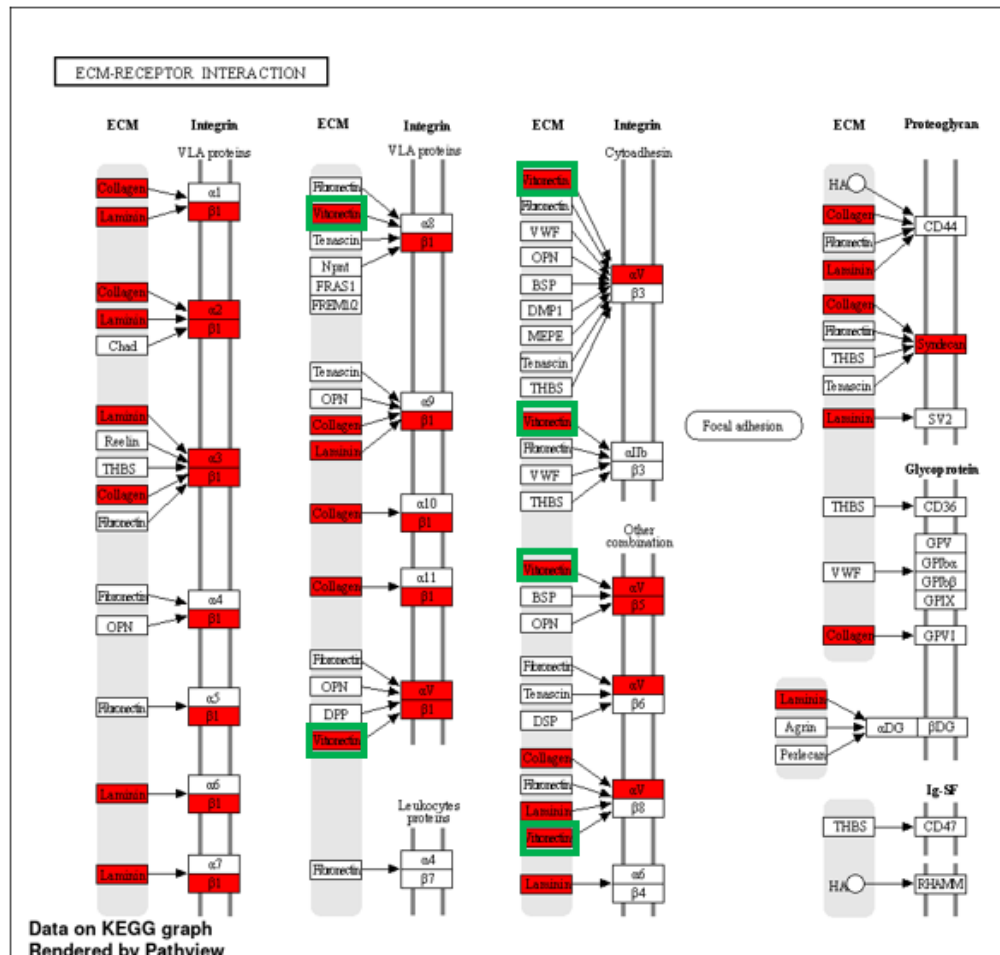 ECM-RECEPTOR INTERACTION
ECM
Integrin
VLA proteins
Collagen
Laminin
α1
β1
Collagen
Laminin
Chad
α2
β1
Laminin
Reelin
THBS
Collagen
Fibronectin
α3
β1
Fibronectin
OPN
α4
β1
Fibronectin
α5
β1
Laminin
α6
β1
Laminin
α7
β1
ECM
Integrin
VLA proteins
Fibronectin
Vitronectin
Tenascin
Npnt
FRAS1
FREM1/2
α8
β1
Tenascin
OPN
Collagen
Laminin
α9
β1
Collagen
α10
β1
Collagen
α11
β1
Fibronectin
OPN
DPP
Vitronectin
αV
β1
Leukocytes
proteins
Fibronectin
α4
β7
ECM
Integrin
Cytoadhesin
Vitronectin
Fibronectin
VWF
OPN
BSP
DMP1
MEPE
Tenascin
THBS
αV
β3
Vitronectin
Fibronectin
VWF
THBS
αIIb
β3
Other
combination
Vitronectin
BSP
OPN
αV
β5
Fibronectin
Tenascin
DSP
αV
β6
Collagen
Fibronectin
Laminin
Vitronectin
αV
β8
Laminin
α6
β4
Focal adhesion
ECM
Proteoglycan
HA
Collagen
Fibronectin
Laminin
CD44
Collagen
Fibronectin
THBS
Tenascin
Syndecan
Laminin
SV2
Glycoprotein
THBS
CD36
VWF
GPV
GPIbα
GPIbβ
GPIX
Collagen
GPVI
Laminin
Agrin
Perlecan
αDG
βDG
Ig-SF
THBS
CD47
HA
RHAMM
Data on KEGG graph
Rendered by Pathview